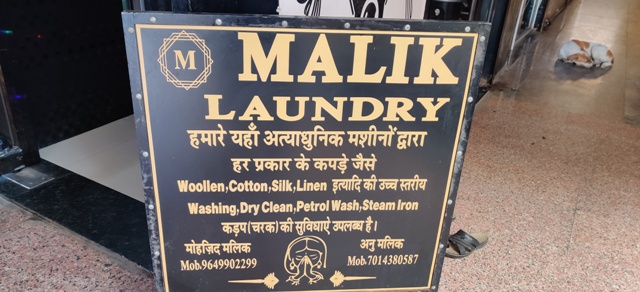 M
MALIK
LAUNDRY
हमारे यहाँ अत्याधुनिक मशीनों द्वारा
हर प्रकार के कपड़े जैसे
Woollen,Cotton,Silk,Linen इत्यादि की उच्च स्तरीय
Washing,Dry Clean,Petrol Wash,Steam Iron
कड़प(चरक)की सुविधाऐ उपलब्ध है।
मोहज़िद मलिक
Mob.9649902299
अनु मलिक
Mob.7014380587